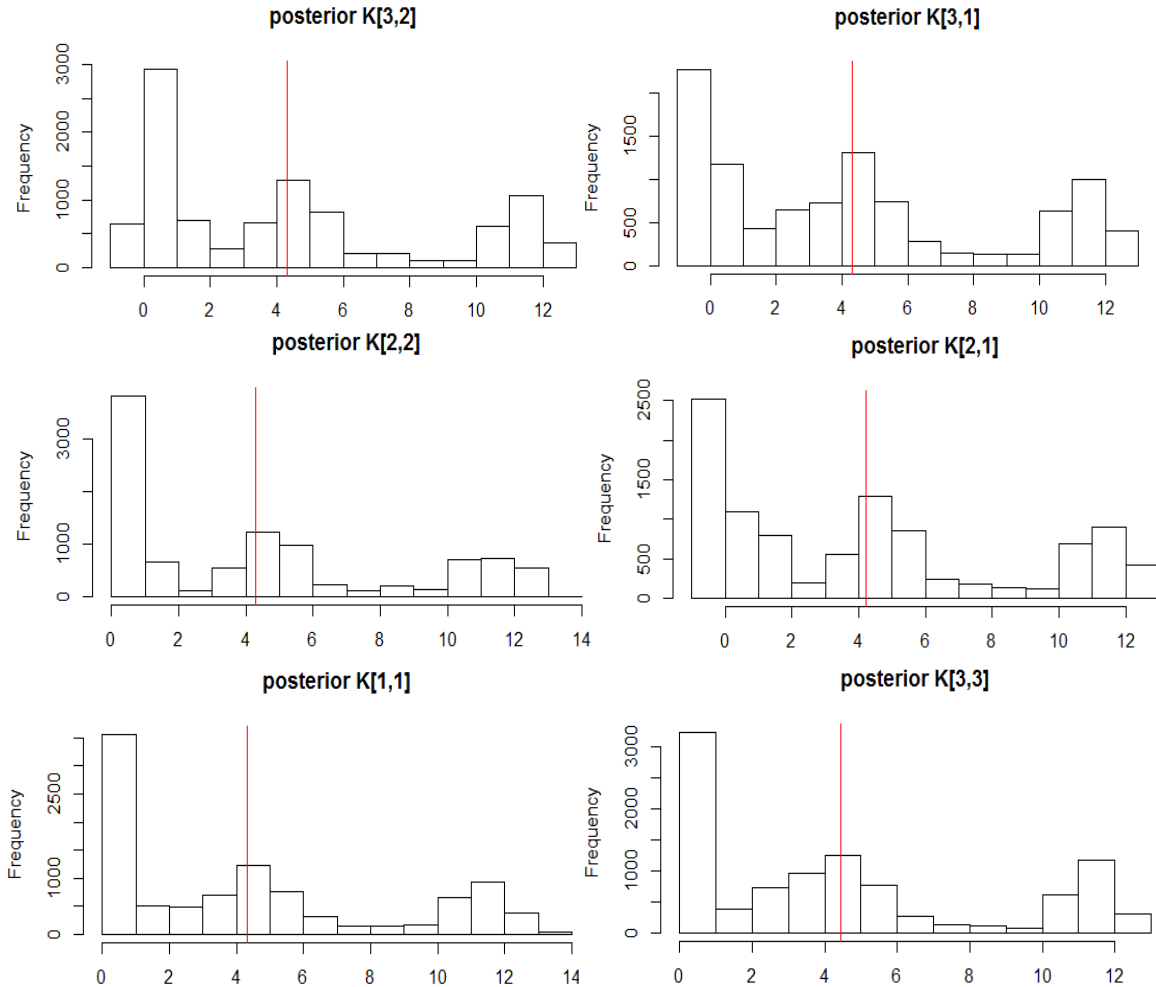 posterior K[3,2]
posterior K[3,1]
Frequency
0 1000 2000 3000
0 2 4 6 8 10 12
Frequency
0 500 1500
0 2 4 6 8 10 12
posterior K[2,2]
posterior K[2,1]
Frequency
0 1000 3000
0 2 4 6 8 10 12 14
Frequency
0 500 1500 2500
0 2 4 6 8 10 12
posterior K[1,1]
posterior K[3,3]
Frequency
0 1000 2500
0 2 4 6 8 10 12 14
Frequency
0 1000 2000 3000
0 2 4 6 8 10 12